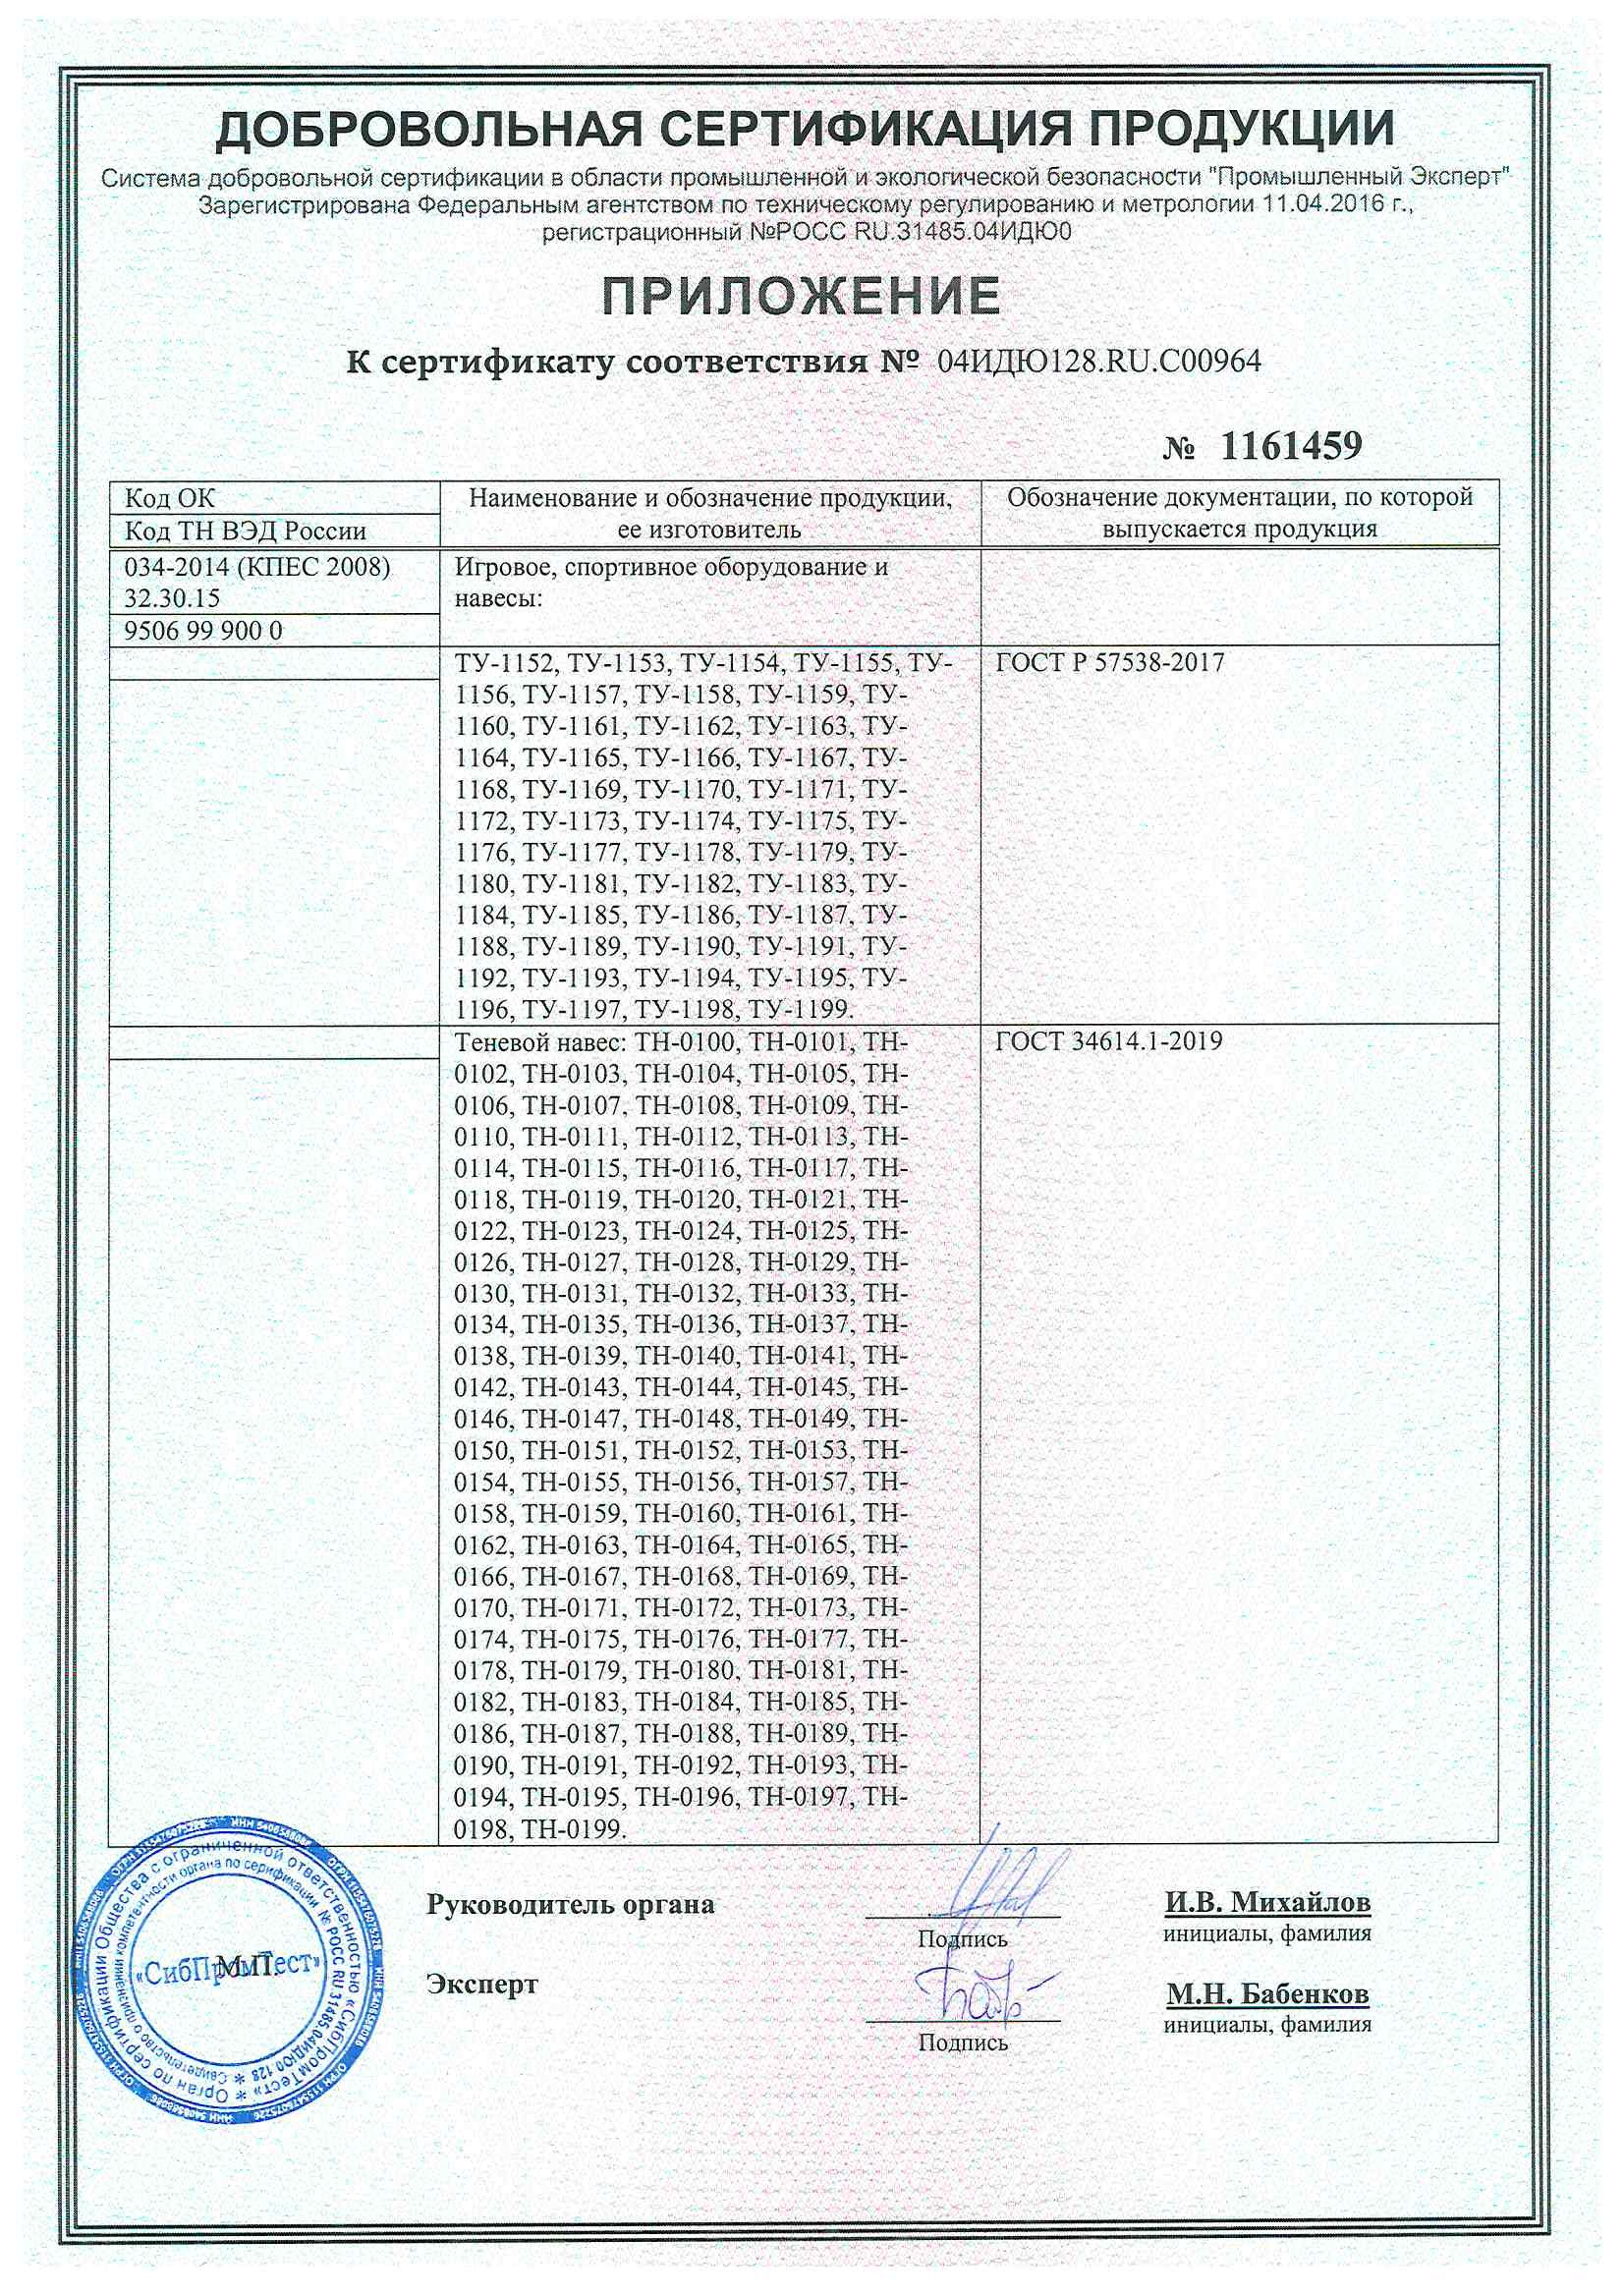 ДОБРОВОЛЬНАЯ СЕРТИФИКАЦИЯ ПРОДУКЦИИ
Система добровольной сертификации в области промышленной и экологической безопасности "Промышленный Эксперт"
Зарегистрирована Федеральным агентством по техническому регулированию и метрологии 11.04.2016 г.,
регистрационный №РОСС RU.31485.04ИДЮ0
ПРИЛОЖЕНИЕ
К сертификату соответствия № 04ИДЮ128.RU.С00964
№ 1161459
Код ОК
Код ТН ВЭД России
Наименование и обозначение продукции,
ее изготовитель
Обозначение документации, по которой
выпускается продукция
034-2014 (КПЕС 2008)
32.30.15
9506 99 900 0
Игровое, спортивное оборудование и
навесы:
ТУ-1152, ТУ-1153, ТУ-1154, ТУ-1155, ТУ-
1156, ТУ-1157, ТУ-1158, ТУ-1159, ТУ-
1160, ТУ-1161, ТУ-1162, ТУ-1163, ТУ-
1164, ТУ-1165, ТУ-1166, ТУ-1167, ТУ-
1168, ТУ-1169, ТУ-1170, ТУ-1171, ТУ-
1172, ТУ-1173, ТУ-1174, ТУ-1175, ТУ-
1176, ТУ-1177, ТУ-1178, ТУ-1179, ТУ-
1180, ТУ-1181, ТУ-1182, ТУ-1183, ТУ-
1184, ТУ-1185, ТУ-1186, ТУ-1187, ТУ-
1188, ТУ-1189, ТУ-1190, ТУ-1191, ТУ-
1192, ТУ-1193, ТУ-1194, ТУ-1195, ТУ-
1196, ТУ-1197, ТУ-1198, ТУ-1199.
ГОСТ Р 57538-2017
Теневой навес: ТН-0100, ТН-0101, ТН-
0102, ТН-0103, ТН-0104, ТН-0105, ТН-
0106, ТН-0107, ТН-0108, ТН-0109, ТН-
0110, ТН-0111, ТН-0112, ТН-0113, ТН-
0114, ТН-0115, ТН-0116, ТН-0117, ТН-
0118, ТН-0119, ТН-0120, ТН-0121, ТН-
0122, ТН-0123, ТН-0124, ТН-0125, ТН-
0126, ТН-0127, ТН-0128, ТН-0129, ТН-
0130, ТН-0131, ТН-0132, ТН-0133, ТН-
0134, ТН-0135, ТН-0136, ТН-0137, ТН-
0138, ТН-0139, ТН-0140, ТН-0141, ТН-
0142, ТН-0143, ТН-0144, ТН-0145, ТН-
0146, ТН-0147, ТН-0148, ТН-0149, ТН-
0150, ТН-0151, ТН-0152, ТН-0153, ТН-
0154, ТН-0155, ТН-0156, ТН-0157, ТН-
0158, ТН-0159, ТН-0160, ТН-0161, ТН-
0162, ТН-0163, ТН-0164, ТН-0165, ТН-
0166, ТН-0167, ТН-0168, ТН-0169, ТН-
0170, ТН-0171, ТН-0172, ТН-0173, ТН-
0174, ТН-0175, ТН-0176, ТН-0177, ТН-
0178, ТН-0179, ТН-0180, ТН-0181, ТН-
0182, ТН-0183, ТН-0184, ТН-0185, ТН-
0186, ТН-0187, ТН-0188, ТН-0189, ТН-
0190, ТН-0191, ТН-0192, ТН-0193, ТН-
0194, ТН-0195, ТН-0196, ТН-0197, ТН-
0198, ТН-0199.
ГОСТ 34614.1-2019
Руководитель органа
Подпись
И.В. Михайлов
инициалы, фамилия
Эксперт
Подпись
М.Н. Бабенков
инициалы, фамилия
М.П.
«СибПромТест»
Орган по сертификации Общества с ограниченной ответственностью «СибПромТест»
Свидетельство о признании компетентности органа по серификации № РОСС RU.31485.04ИДЮ0 128